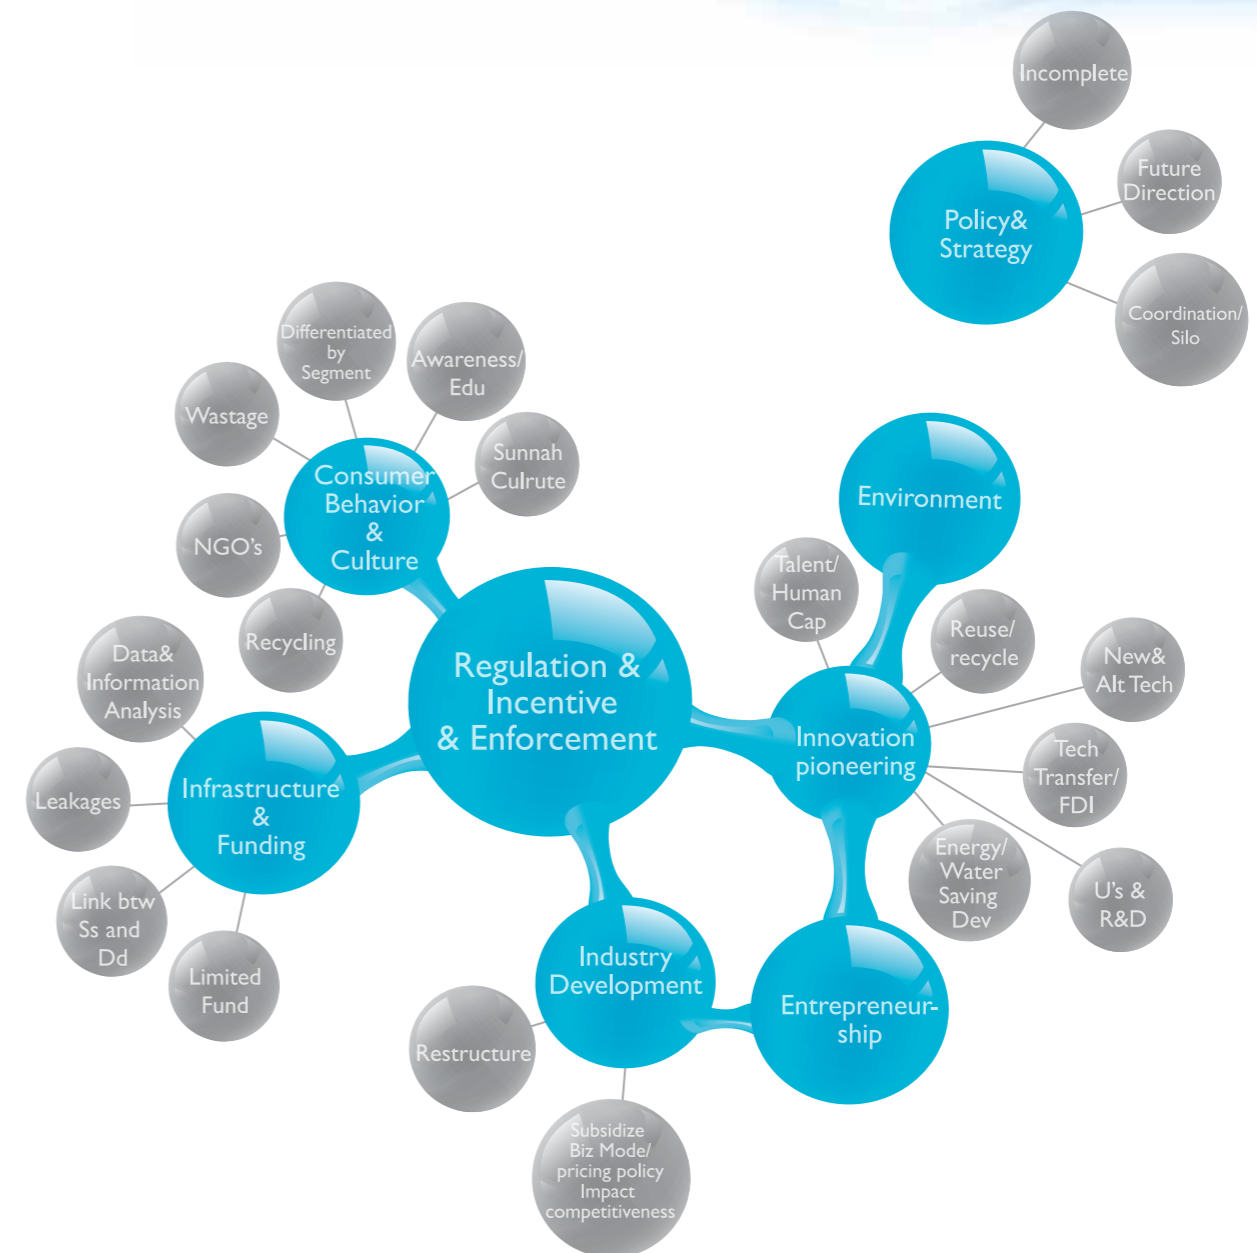 Incomplete
Future
Direction
Policy&
Strategy
Coordination/
Silo
Differentiated
by
Segment
Awareness/
Edu
Wastage
Sunnah
Culrute
Consumer
Behavior
&
Culture
NGO's
Recycling
Environment
Talent/
Human
Cap
Reuse/
recycle
New&
Alt Tech
Data&
Information
Analysis
Regulation &
Incentive
& Enforcement
Innovation
pioneering
Tech
Transfer/
FDI
Leakages
Infrastructure
&
Funding
Energy/
Water
Saving
Dev
U's &
R&D
Link btw
Ss and
Dd
Limited
Fund
Industry
Development
Entrepreneur-
ship
Restructure
Subsidize
Biz Mode/
pricing policy
Impact
competitiveness